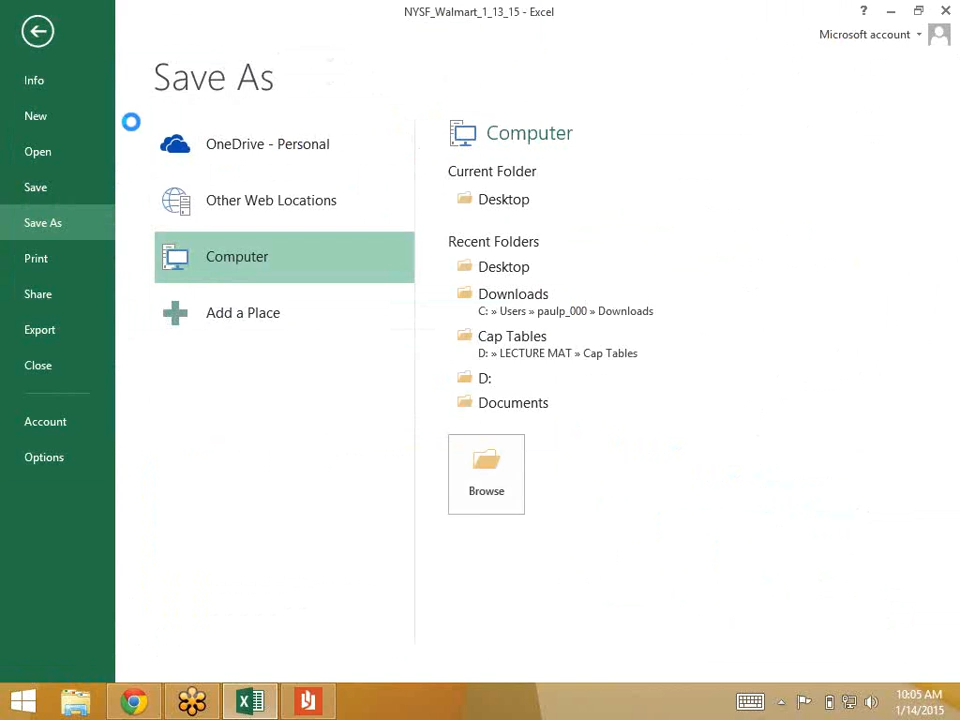 NYSF_Walmart_1_13_15 - Excel
?
Microsoft account
Info
New
Open
Save
Save As
Print
Share
Export
Close
Account
Options
Save As
OneDrive - Personal
Other Web Locations
Computer
Add a Place
Computer
Current Folder
Desktop
Recent Folders
Desktop
Downloads
C: » Users » paulp_000 » Downloads
Cap Tables
D: » LECTURE MAT » Cap Tables
D:
Documents
Browse
10:05 AM
1/14/2015